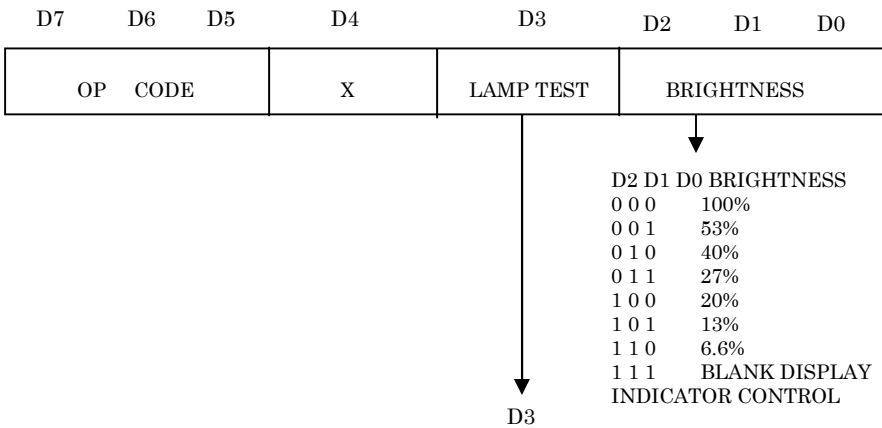 D7 D6 D5 D4 D3 D2 D1 D0
OP CODE X LAMP TEST BRIGHTNESS
D2 D1 D0 BRIGHTNESS
0 0 0 100%
0 0 1 53%
0 1 0 40%
0 1 1 27%
1 0 0 20%
1 0 1 13%
1 1 0 6.6%
1 1 1 BLANK DISPLAY
INDICATOR CONTROL
D3